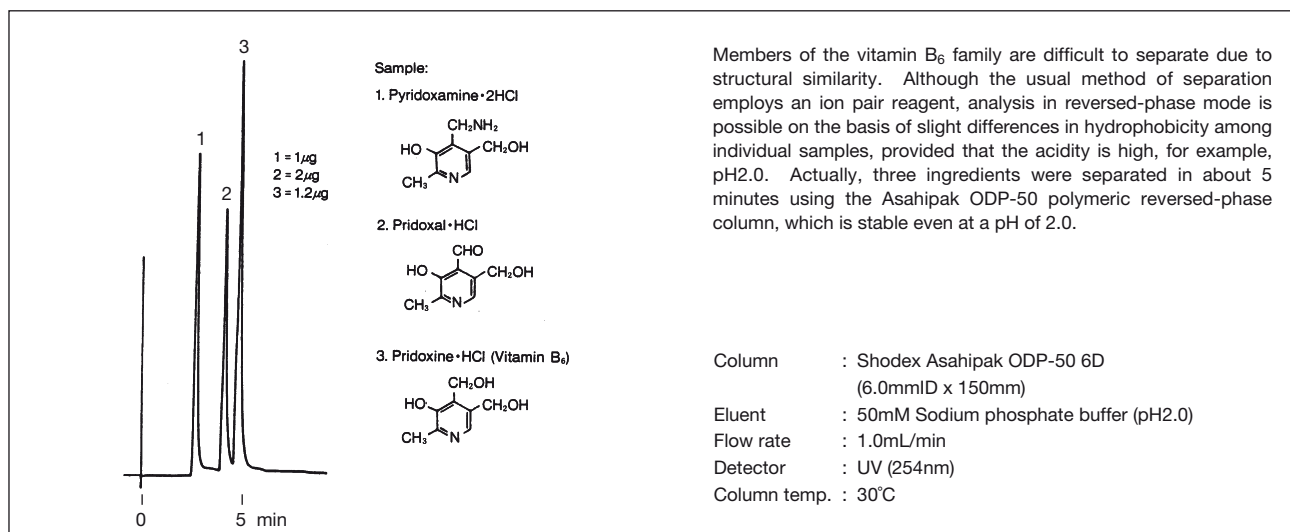 3
1
2
1 = 1μg
2 = 2μg
3 = 1.2μg
0
5 min
Sample:
1. Pyridoxamine•2HCl
CH₂NH₂
HO
CH₂OH
CH₃
N
2. Pridoxal•HCl
CHO
HO
CH₂OH
CH₃
N
3. Pridoxine•HCl (Vitamin B₆)
CH₂OH
HO
CH₂OH
CH₃
N
Members of the vitamin B₆ family are difficult to separate due to
structural similarity. Although the usual method of separation
employs an ion pair reagent, analysis in reversed-phase mode is
possible on the basis of slight differences in hydrophobicity among
individual samples, provided that the acidity is high, for example,
pH2.0. Actually, three ingredients were separated in about 5
minutes using the Asahipak ODP-50 polymeric reversed-phase
column, which is stable even at a pH of 2.0.
Column : Shodex Asahipak ODP-50 6D
(6.0mmID x 150mm)
Eluent : 50mM Sodium phosphate buffer (pH2.0)
Flow rate : 1.0mL/min
Detector : UV (254nm)
Column temp. : 30°C